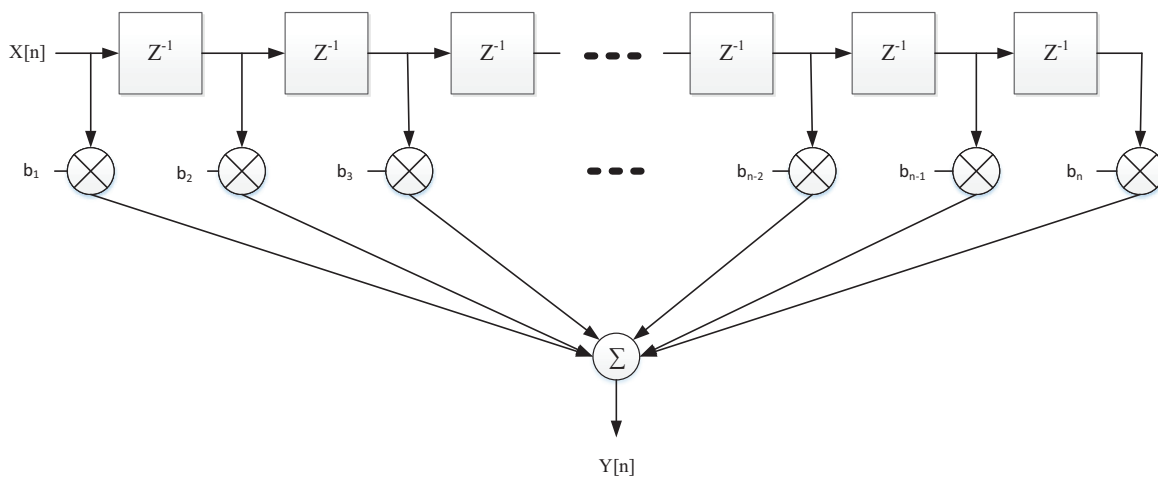 X[n] Z⁻¹ Z⁻¹ Z⁻¹ Z⁻¹ Z⁻¹ Z⁻¹
b₁ b₂ b₃ bₙ₋₂ bₙ₋₁ bₙ
Σ
Y[n]